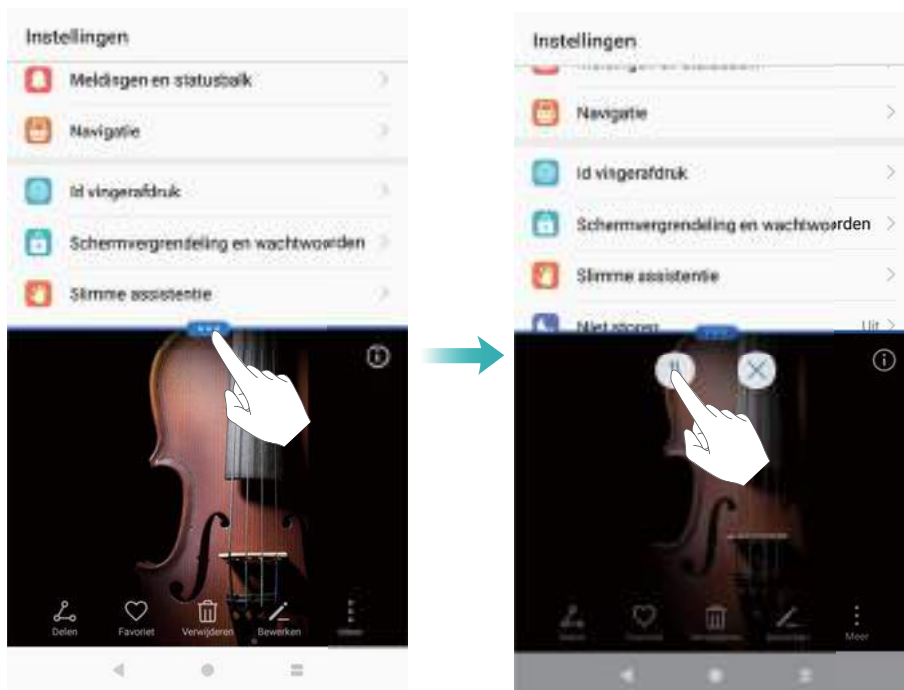 Instellingen
Meldingen en statusbalk
Navigatie
Id vingerafdruk
Schermvergrendeling en wachtwoorden
Slimme assistentie
Delen
Favoriet
Verwijderen
Bewerken
Instellingen
Navigatie
Id vingerafdruk
Schermvergrendeling en wachtwoorden
Slimme assistentie
Niet storen
Uit
Meer